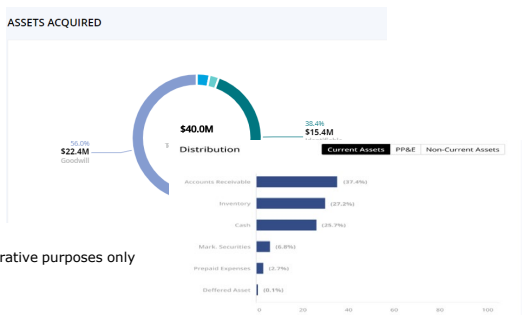 ASSETS ACQUIRED
38.4%
$15.4M
$40.0M
56.0%
$22.4M
Goodwill
Distribution
Current Assets PP&E Non-Current Assets
Accounts Receivable (37.4%)
Inventory (27.2%)
Cash (25.7%)
Mark. Securities (6.8%)
Prepaid Expenses (2.7%)
Deffered Asset (0.1%)
0 20 40 60 80 100
rative purposes only